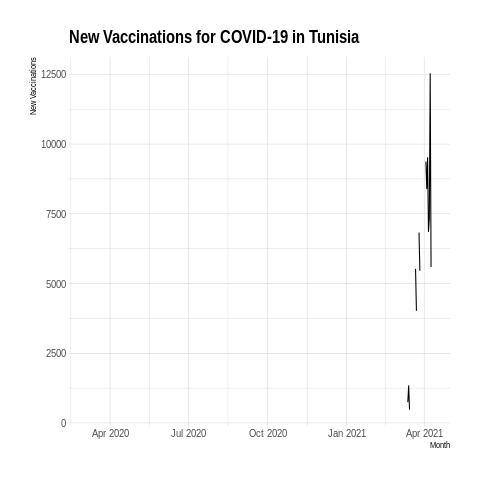 New Vaccinations for COVID-19 in Tunisia
New Vaccinations
12500
10000
7500
5000
2500
0
Apr 2020 Jul 2020 Oct 2020 Jan 2021 Apr 2021
Month